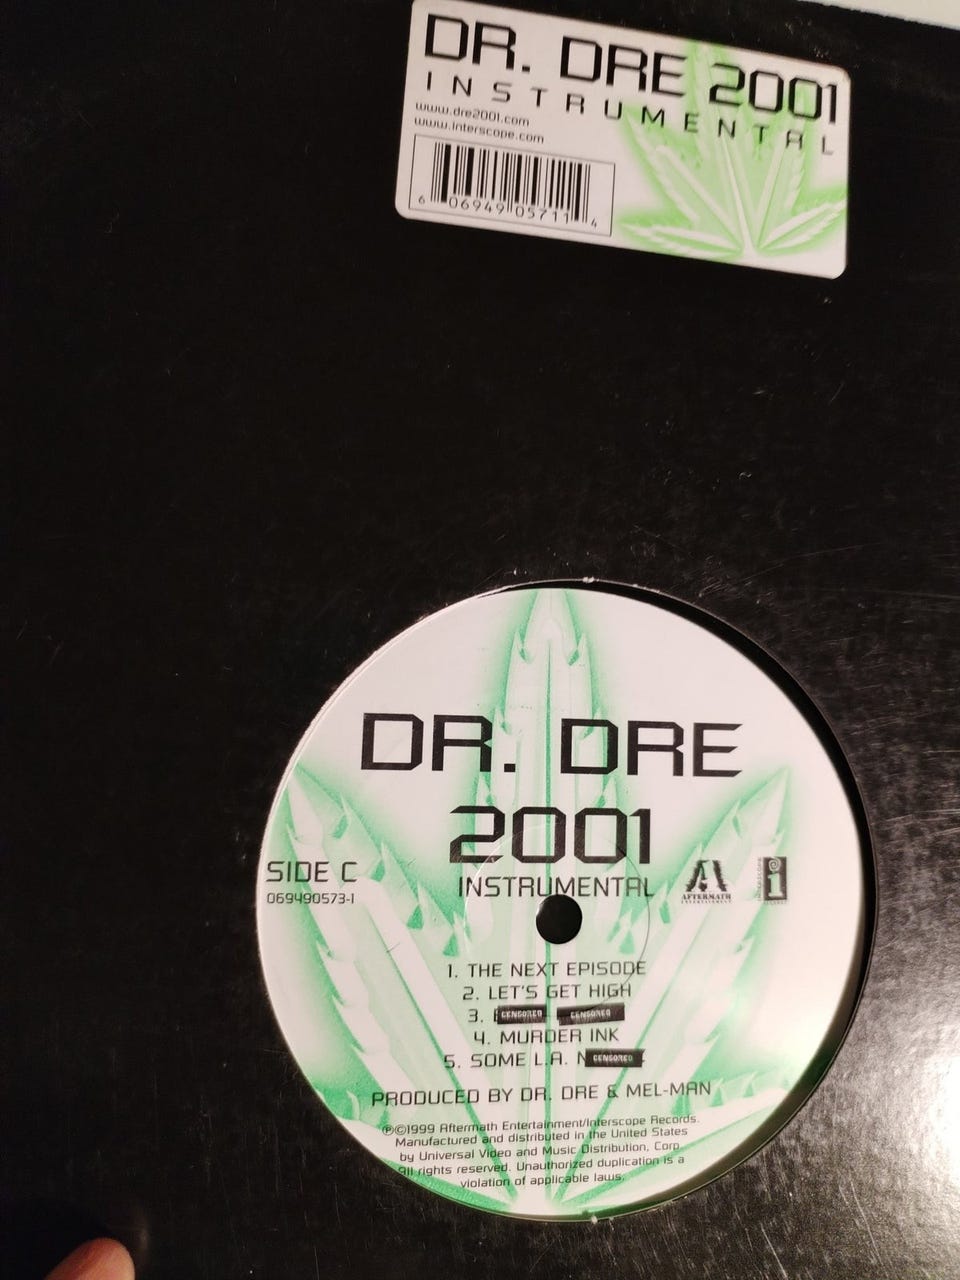 DR. DRE 2001
INSTRUMENTAL
www.dre2001.com
www.interscope.com
6 06949 05711 4
DR. DRE
2001
INSTRUMENTAL
SIDE C
069490573-1
AFTERMATH
ENTERTAINMENT
1. THE NEXT EPISODE
2. LET'S GET HIGH
3. CENSORED CENSORED
4. MURDER INK
5. SOME L.A. N CENSORED
PRODUCED BY DR. DRE & MEL-MAN
℗©1999 Aftermath Entertainment/Interscope Records.
Manufactured and distributed in the United States
by Universal Video and Music Distribution, Corp.
All rights reserved. Unauthorized duplication is a
violation of applicable laws.